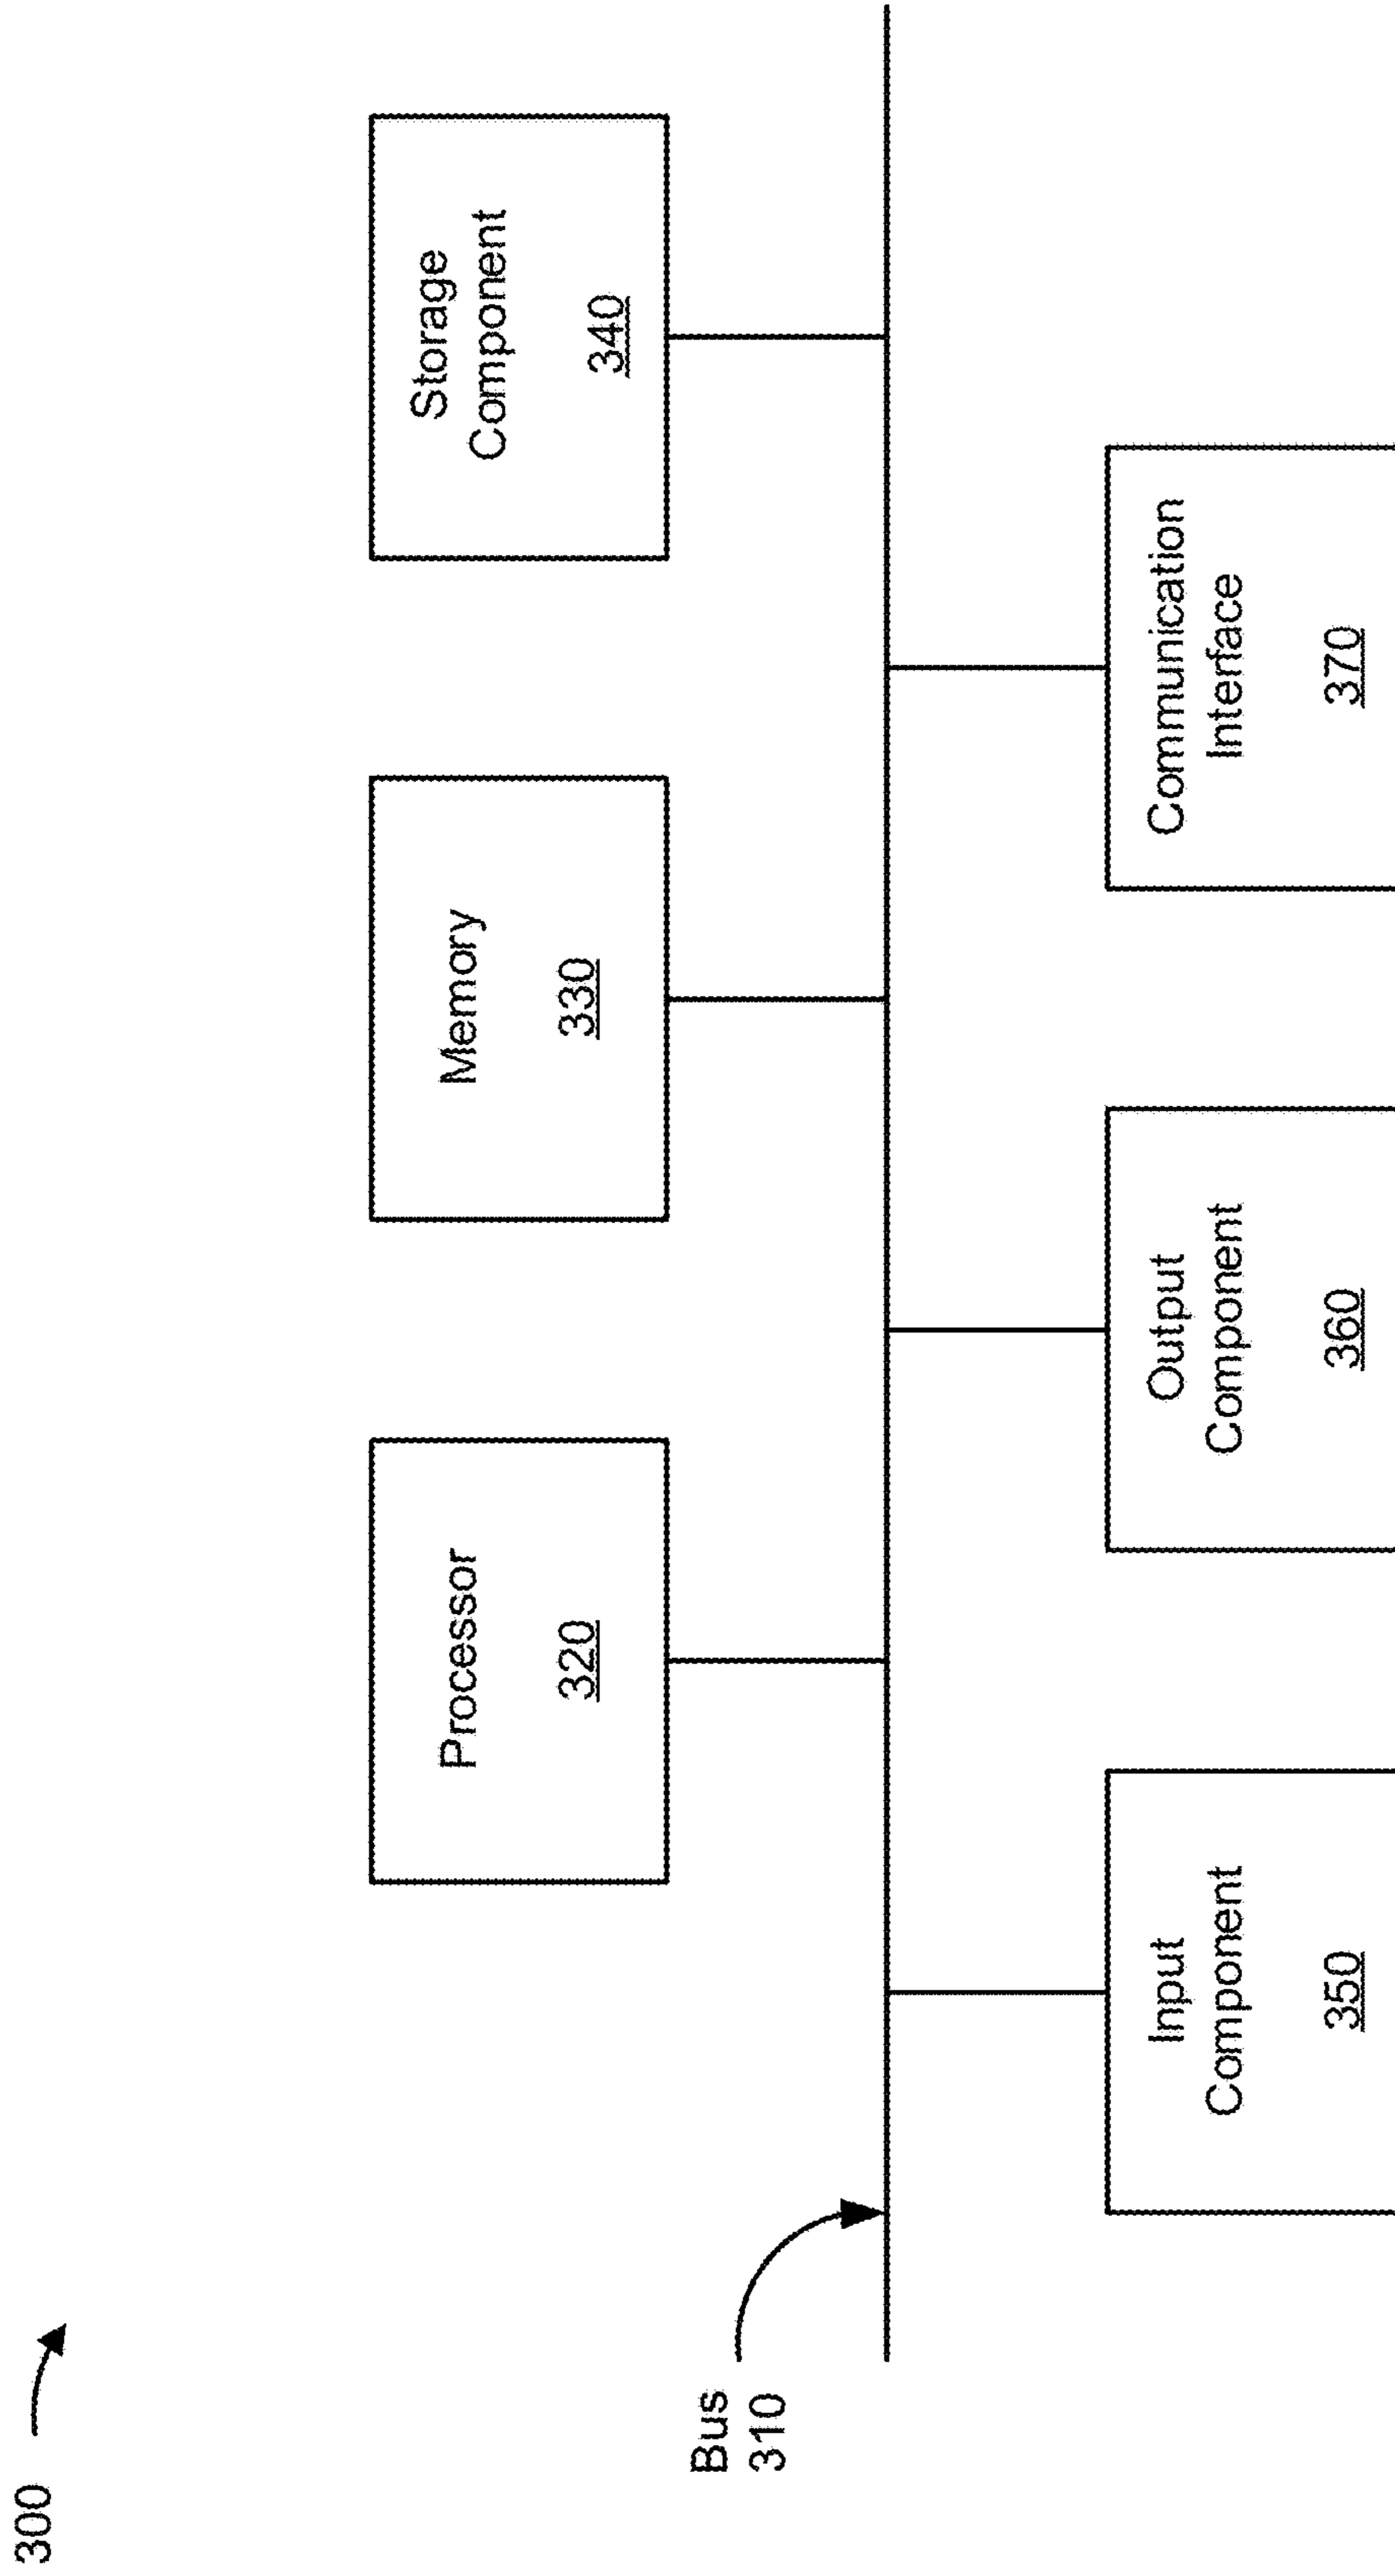 300
Bus
310
Processor
320
Memory
330
Storage
Component
340
Input
Component
350
Output
Component
360
Communication
Interface
370